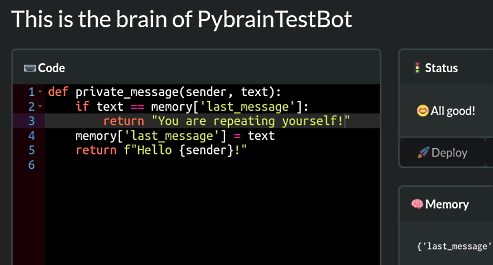 This is the brain of PybrainTestBot
Code
1 def private_message(sender, text):
2 if text == memory['last_message']:
3 return "You are repeating yourself!"
4 memory['last_message'] = text
5 return f"Hello {sender}!"
6
Status
All good!
Deploy
Memory
{'last_message'